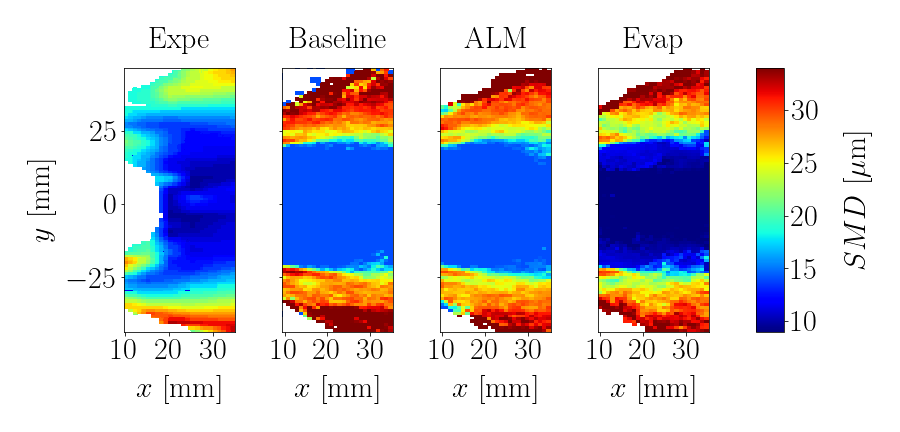 Expe Baseline ALM Evap
25
0
−25
y [mm]
10 20 30 10 20 30 10 20 30 10 20 30
x [mm] x [mm] x [mm] x [mm]
30
25
20
15
10
SMD [μm]